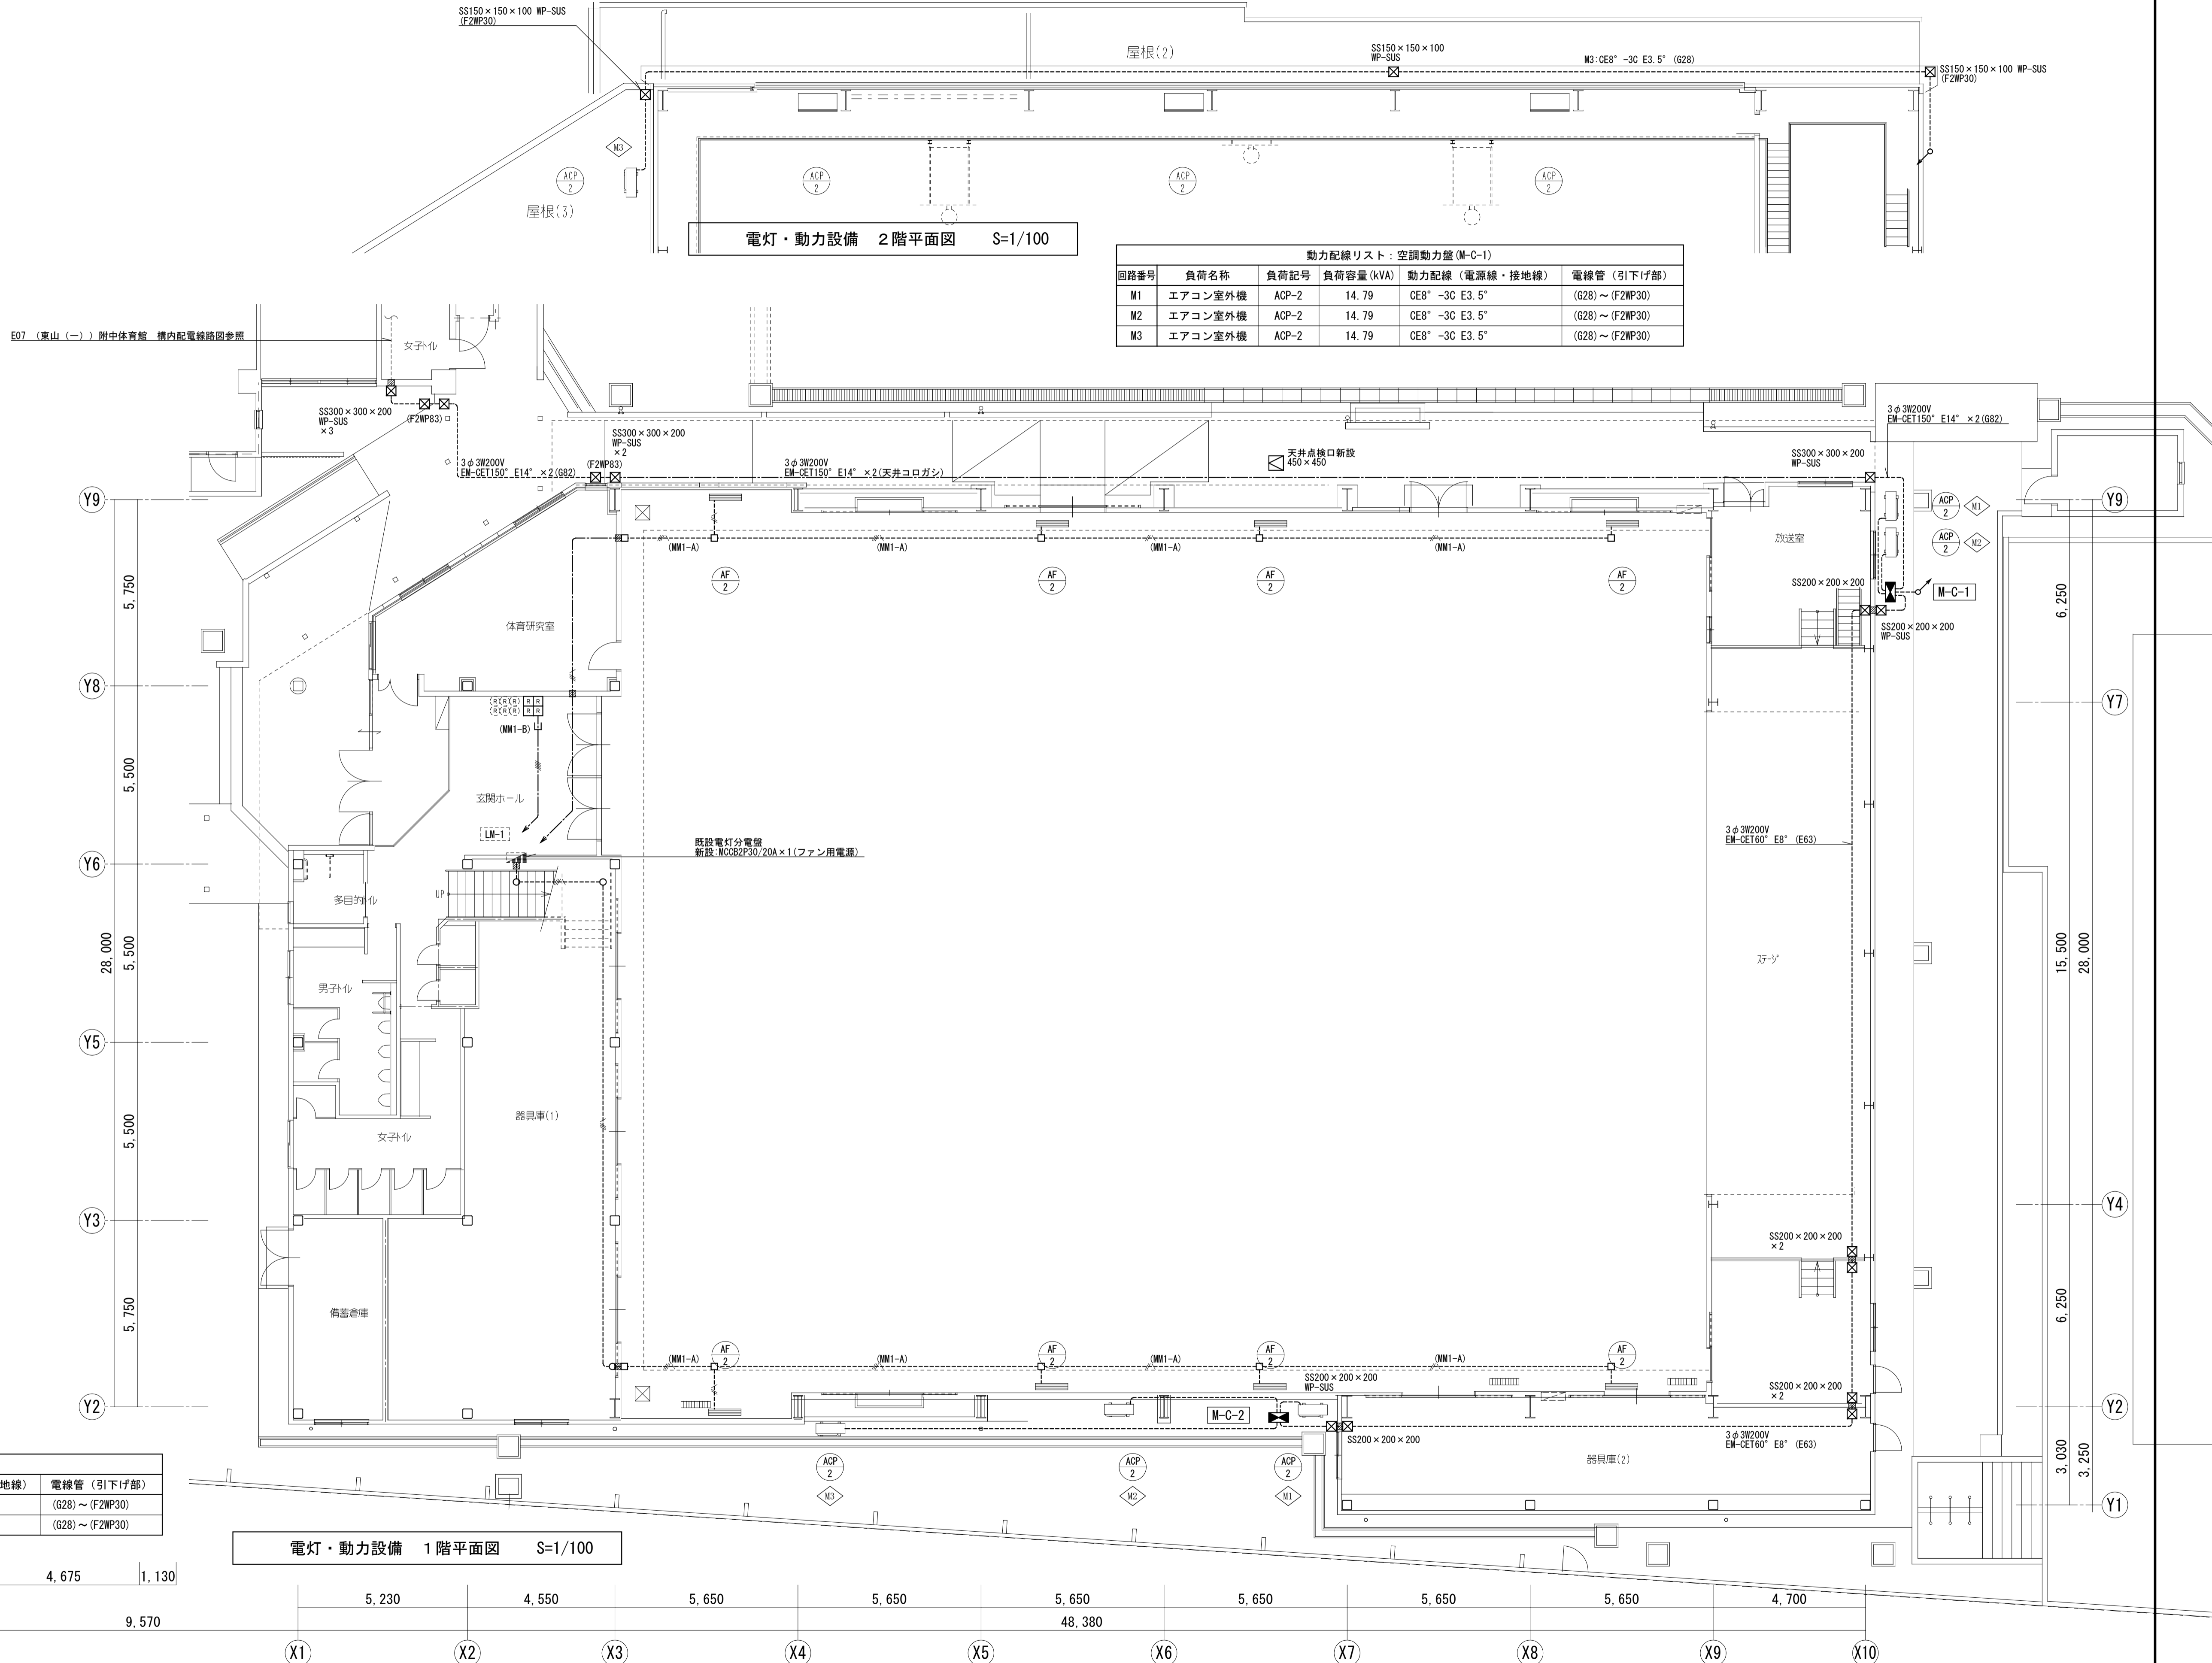 SS150×150×100 WP-SUS
(F2WP30)
屋根(2)
SS150×150×100
WP-SUS
M3:CE8°-3C E3.5°(G28)
SS150×150×100 WP-SUS
(F2WP30)
M3
ACP
2
ACP
2
ACP
2
ACP
2
屋根(3)
電灯・動力設備 2階平面図 S=1/100
動力配線リスト：空調動力盤(M-C-1)
回路番号 負荷名称 負荷記号 負荷容量(kVA) 動力配線（電源線・接地線） 電線管（引下げ部）
M1 エアコン室外機 ACP-2 14.79 CE8°-3C E3.5° (G28)～(F2WP30)
M2 エアコン室外機 ACP-2 14.79 CE8°-3C E3.5° (G28)～(F2WP30)
M3 エアコン室外機 ACP-2 14.79 CE8°-3C E3.5° (G28)～(F2WP30)
E07 （東山（一））附中体育館 構内配電線路図参照
女子トイレ
SS300×300×200
WP-SUS
×3
(F2WP83)
SS300×300×200
WP-SUS
×2
(F2WP83)
3φ3W200V
EM-CET150° E14° ×2(G82)
3φ3W200V
EM-CET150° E14° ×2(天井コロガシ)
天井点検口新設
450×450
SS300×300×200
WP-SUS
3φ3W200V
EM-CET150° E14° ×2(G82)
Y9
Y9
(MM1-A)
(MM1-A)
(MM1-A)
(MM1-A)
AF
2
AF
2
AF
2
AF
2
放送室
ACP
2
M1
ACP
2
M2
SS200×200×200
M-C-1
SS200×200×200
WP-SUS
5,750
6,250
体育研究室
Y8
Y7
R R R R R
R R R R R
(MM1-B)
5,500
玄関ホール
LM-1
既設電灯分電盤
新設:MCCB2P30/20A×1(ファン用電源)
3φ3W200V
EM-CET60° E8° (E63)
Y6
UP
多目的トイレ
28,000
5,500
男子トイレ
ステージ
15,500
28,000
Y5
5,500
器具庫(1)
女子トイレ
Y3
Y4
SS200×200×200
×2
備蓄倉庫
5,750
6,250
AF
2
AF
2
AF
2
AF
2
(MM1-A)
(MM1-A)
(MM1-A)
(MM1-A)
SS200×200×200
WP-SUS
SS200×200×200
×2
Y2
Y2
M-C-2
SS200×200×200
3φ3W200V
EM-CET60° E8° (E63)
器具庫(2)
3,030
3,250
ACP
2
M3
ACP
2
M2
ACP
2
M1
Y1
地線） 電線管（引下げ部）
(G28)～(F2WP30)
(G28)～(F2WP30)
電灯・動力設備 1階平面図 S=1/100
4,675
1,130
5,230
4,550
5,650
5,650
5,650
5,650
5,650
5,650
4,700
9,570
48,380
X1
X2
X3
X4
X5
X6
X7
X8
X9
X10